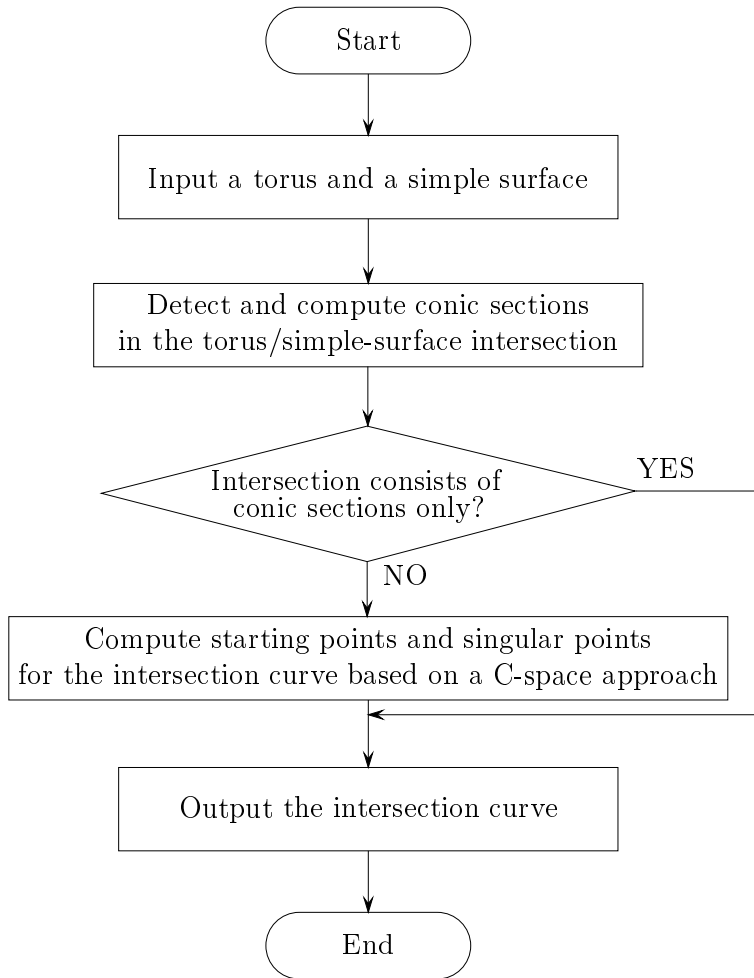 Start
Input a torus and a simple surface
Detect and compute conic sections
in the torus/simple-surface intersection
Intersection consists of
conic sections only?
YES
NO
Compute starting points and singular points
for the intersection curve based on a C-space approach
Output the intersection curve
End